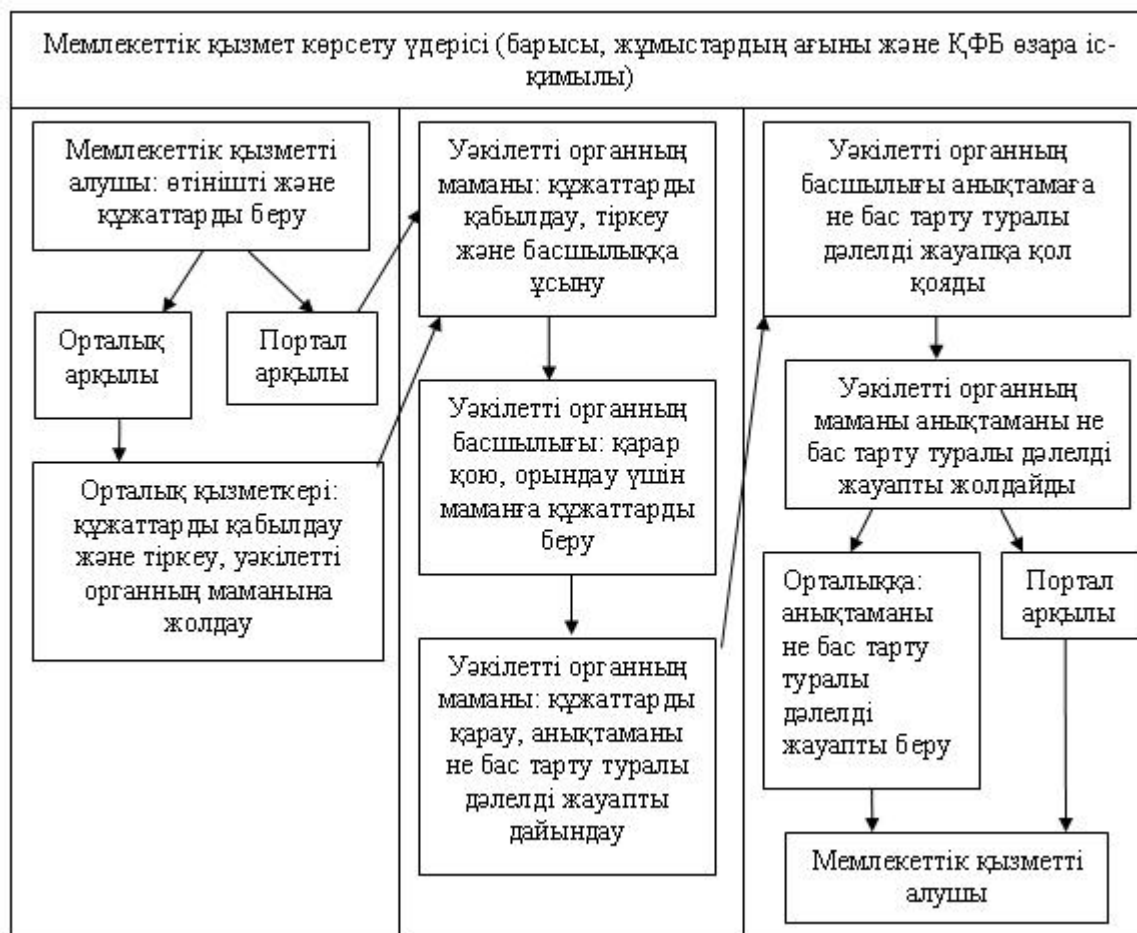 Мемлекеттік қызмет көрсету үдерісі (барысы, жұмыстардың ағыны және ҚФБ өзара іс-
қимылы)
Мемлекеттік қызметті
алушы: өтінішті және
құжаттарды беру
Орталық
арқылы
Портал
арқылы
Орталық қызметкері:
құжаттарды қабылдау
және тіркеу, уәкілетті
органның маманына
жолдау
Уәкілетті органның
маманы: құжаттарды
қабылдау, тіркеу
және басшылыққа
ұсыну
Уәкілетті органның
басшылығы: қарар
қою, орындау үшін
маманға құжаттарды
беру
Уәкілетті органның
маманы: құжаттарды
қарау, анықтаманы
не бас тарту туралы
дәлелді жауапты
дайындау
Уәкілетті органның
басшылығы анықтамаға
не бас тарту туралы
дәлелді жауапқа қол
қояды
Уәкілетті органның
маманы анықтаманы не
бас тарту туралы дәлелді
жауапты жолдайды
Орталыққа:
анықтаманы
не бас тарту
туралы
дәлелді
жауапты беру
Портал
арқылы
Мемлекеттік қызметті
алушы